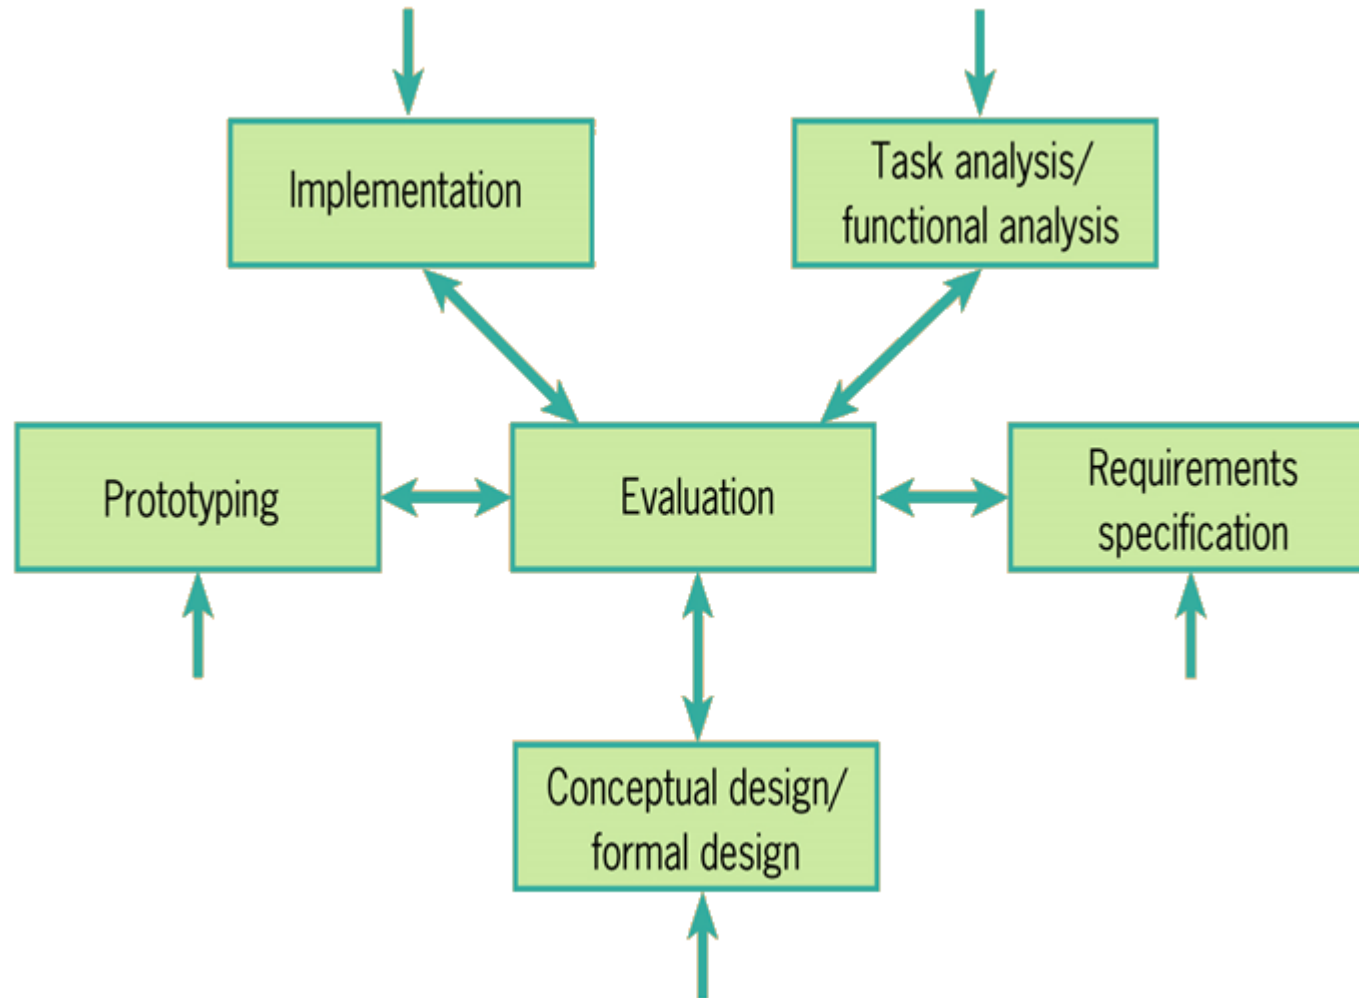 Implementation
Task analysis/
functional analysis
Prototyping
Evaluation
Requirements
specification
Conceptual design/
formal design